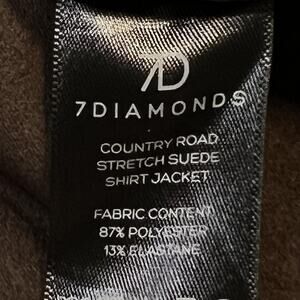 7D
7DIAMONDS
COUNTRY ROAD
STRETCH SUEDE
SHIRT JACKET
FABRIC CONTENT
87% POLYESTER
13% ELASTANE